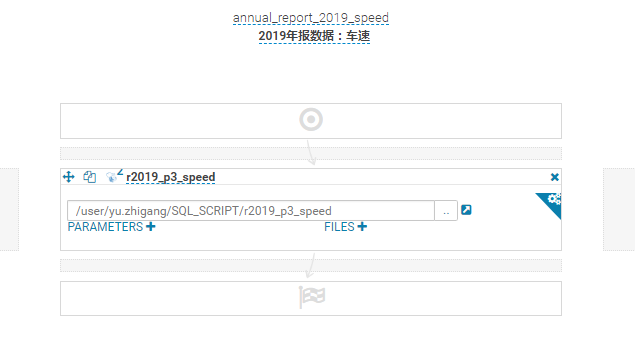 annual_report_2019_speed
2019年报数据：车速
2 r2019_p3_speed
/user/yu.zhigang/SQL_SCRIPT/r2019_p3_speed ..
PARAMETERS + FILES +